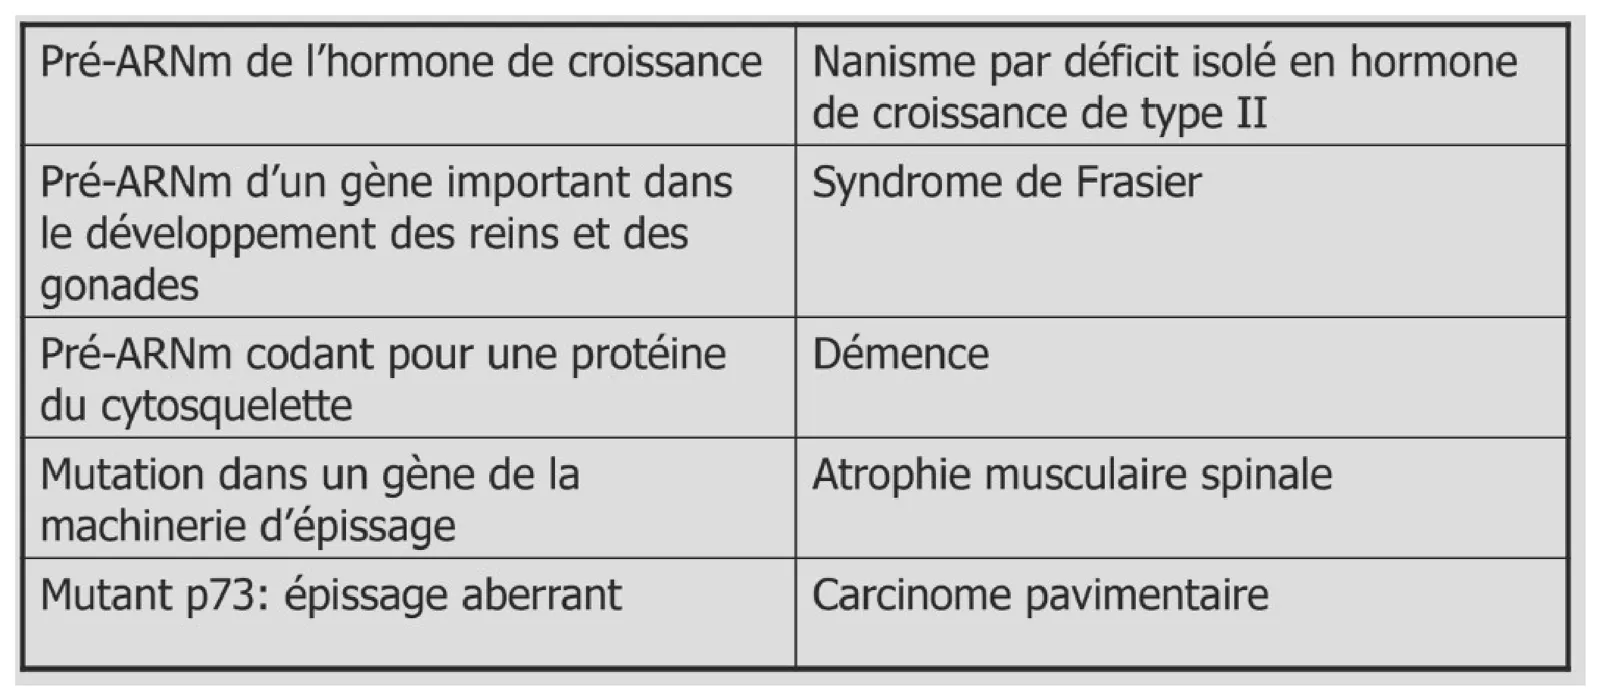 Pré-ARNm de l’hormone de croissance
Nanisme par déficit isolé en hormone
de croissance de type II
Pré-ARNm d’un gène important dans
le développement des reins et des
gonades
Syndrome de Frasier
Pré-ARNm codant pour une protéine
du cytosquelette
Démence
Mutation dans un gène de la
machinerie d’épissage
Atrophie musculaire spinale
Mutant p73: épissage aberrant
Carcinome pavimentaire